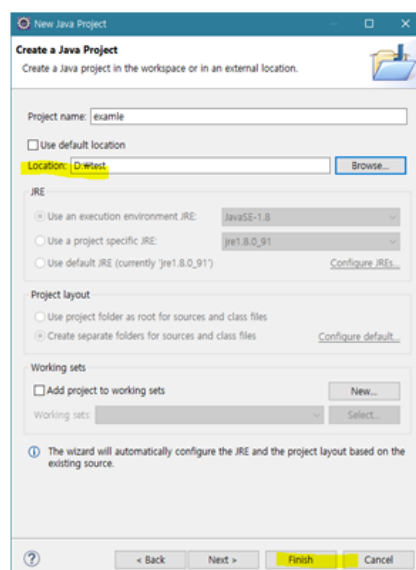 New Java Project
Create a Java Project
Create a Java project in the workspace or in an external location.
Project name: examle
Use default location
Location: D:₩test Browse...
JRE
Use an execution environment JRE: JavaSE-1.8
Use a project specific JRE: jre1.8.0_91
Use default JRE (currently 'jre1.8.0_91') Configure JREs...
Project layout
Use project folder as root for sources and class files
Create separate folders for sources and class files Configure default...
Working sets
Add project to working sets New...
Working sets: Select...
The wizard will automatically configure the JRE and the project layout based on the
existing source.
? < Back Next > Finish Cancel